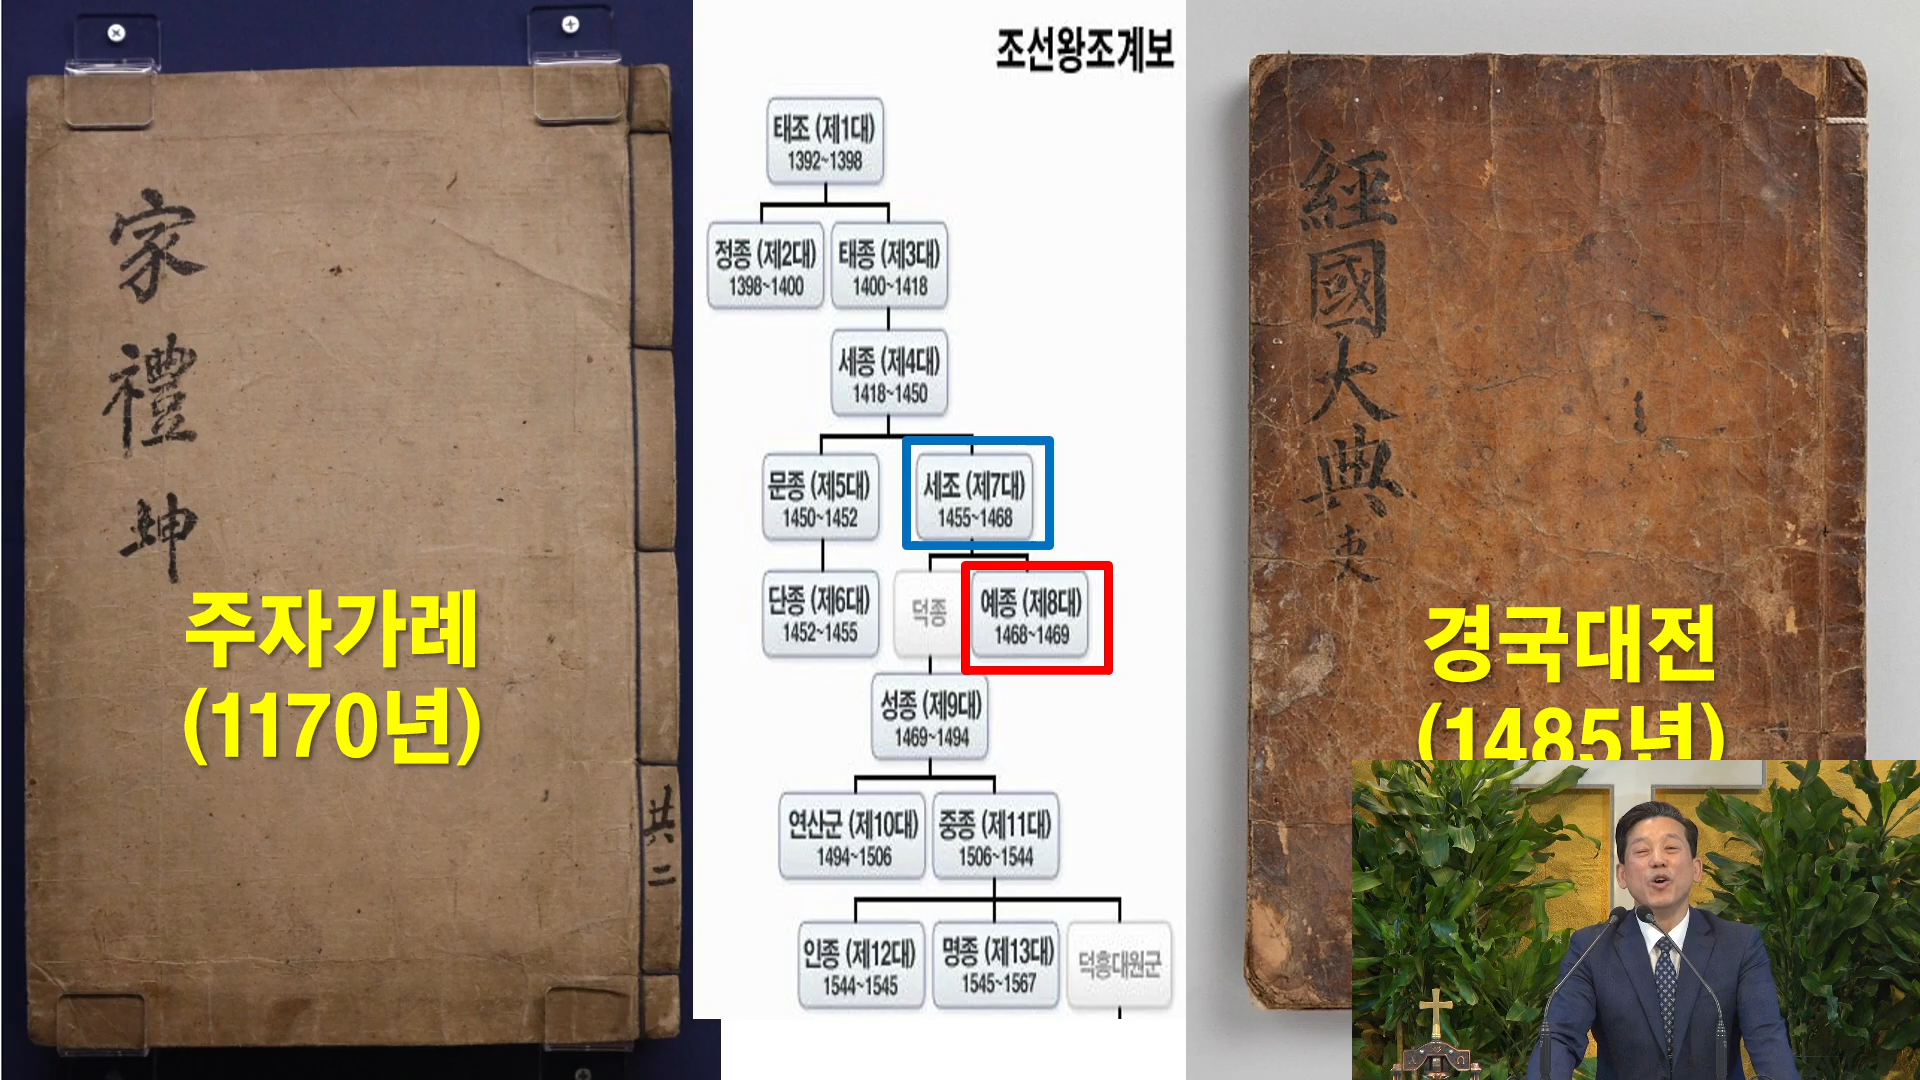 家禮 坤
共二
주자가례
(1170년)
조선왕조계보
태조 (제1대)
1392~1398
정종 (제2대)
1398~1400
태종 (제3대)
1400~1418
세종 (제4대)
1418~1450
문종 (제5대)
1450~1452
세조 (제7대)
1455~1468
단종 (제6대)
1452~1455
덕종
예종 (제8대)
1468~1469
성종 (제9대)
1469~1494
연산군 (제10대)
1494~1506
중종 (제11대)
1506~1544
인종 (제12대)
1544~1545
명종 (제13대)
1545~1567
덕흥대원군
經國大典
吏
경국대전
(1485년)